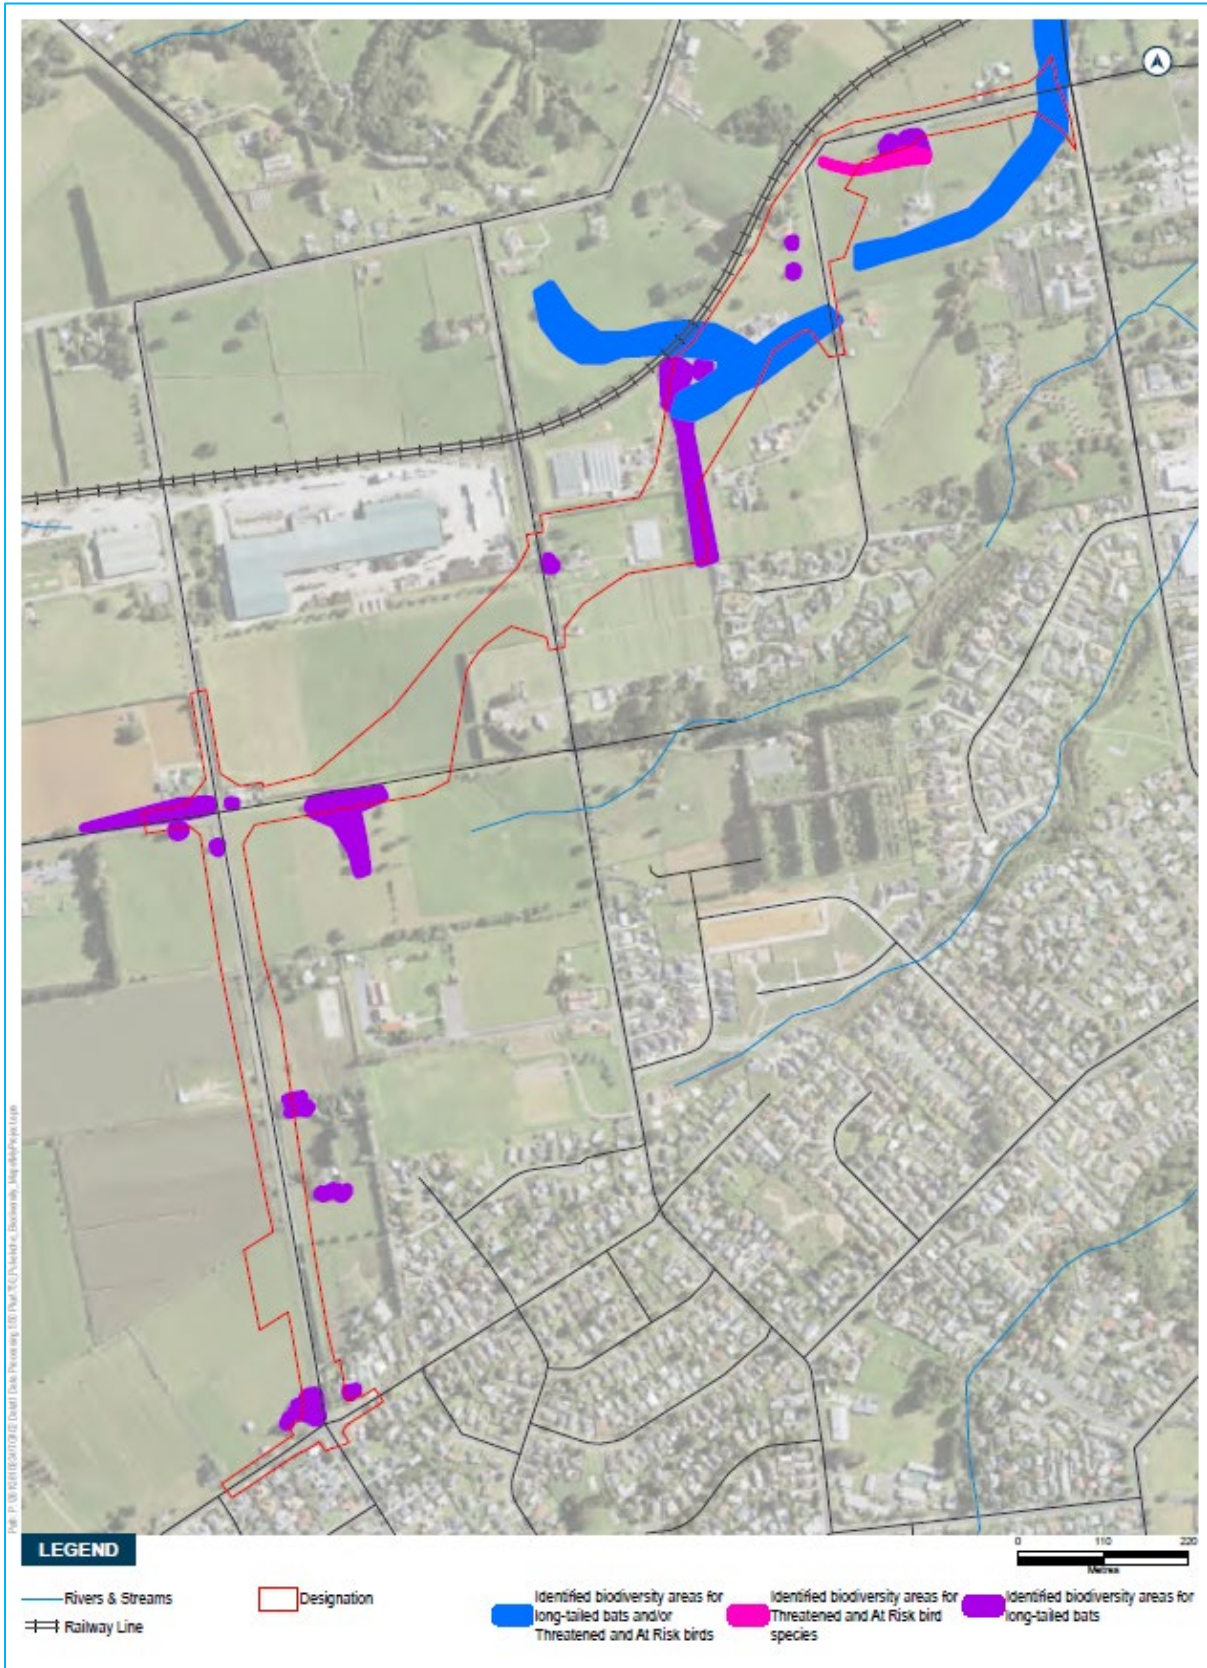 LEGEND
0 110 220
Metres
Rivers & Streams
Railway Line
Designation
Identified biodiversity areas for
long-tailed bats and/or
Threatened and At Risk birds
Identified biodiversity areas for
Threatened and At Risk bird
species
Identified biodiversity areas for
long-tailed bats